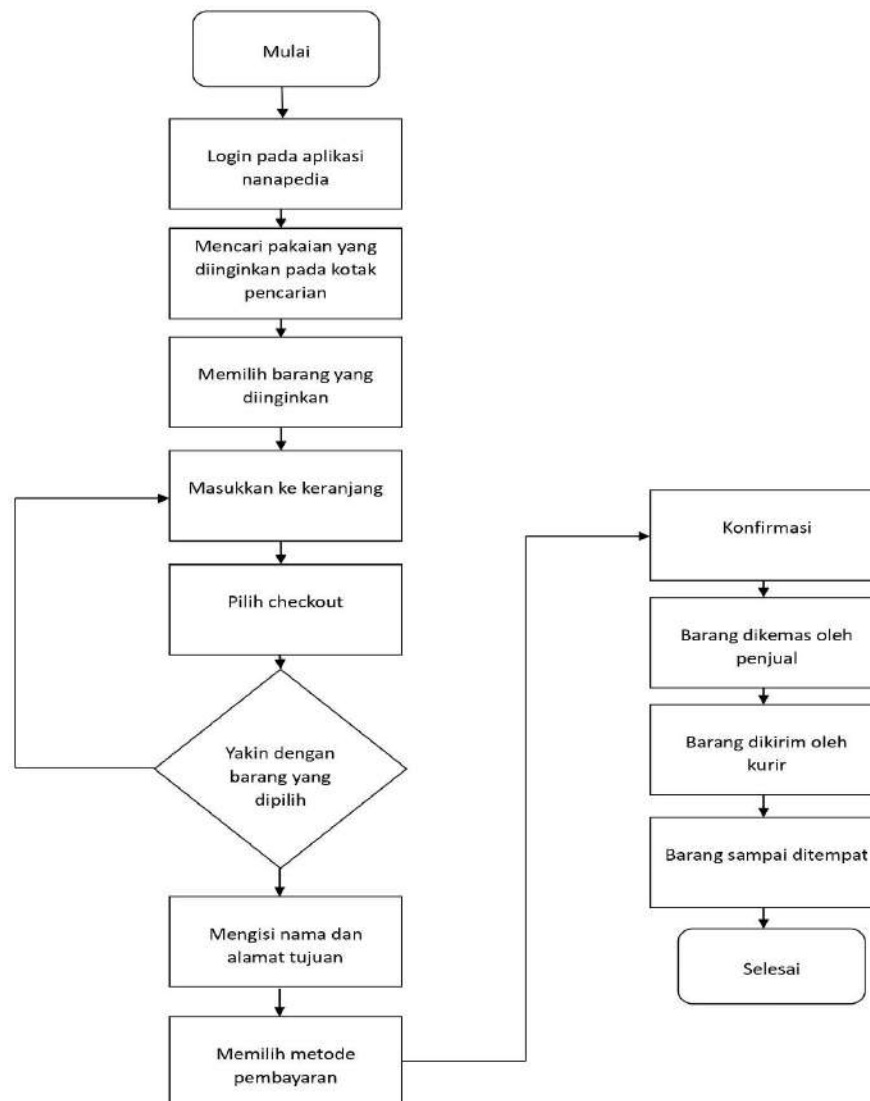 Mulai
Login pada aplikasi
nanapedia
Mencari pakaian yang
diinginkan pada kotak
pencarian
Memilih barang yang
diinginkan
Masukkan ke keranjang
Pilih checkout
Yakin dengan
barang yang
dipilih
Mengisi nama dan
alamat tujuan
Memilih metode
pembayaran
Konfirmasi
Barang dikemas oleh
penjual
Barang dikirim oleh
kurir
Barang sampai ditempat
Selesai